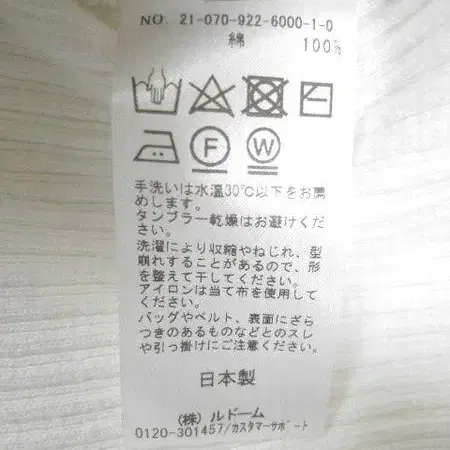 NO. 21-070-922-6000-1-0
綿 100%
F W
手洗いは水温30℃以下をお薦
めします。
タンブラー乾燥はお避けくだ
さい。
洗濯により収縮やねじれ、型
崩れすることがあるので、形
を整えて干してください。
アイロンは当て布を使用して
ください。
バッグやベルト、表面にざら
つきのあるものなどとのスレ
や引っ掛けにご注意ください。
日本製
(株) ルドーム
0120-301457/カスタマーサポート